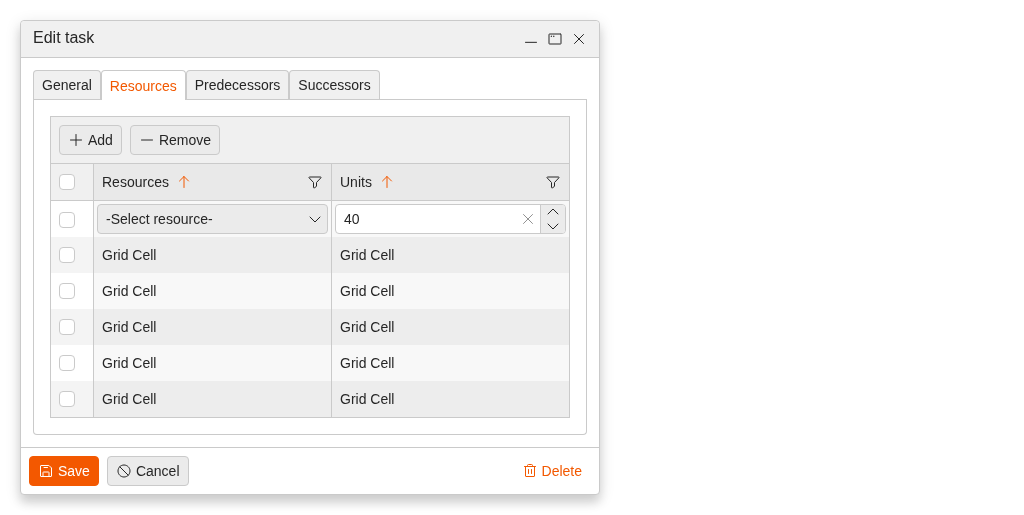 Edit task
General Resources Predecessors Successors
Add Remove
Resources Units
-Select resource- 40
Grid Cell Grid Cell
Grid Cell Grid Cell
Grid Cell Grid Cell
Grid Cell Grid Cell
Grid Cell Grid Cell
Save Cancel Delete